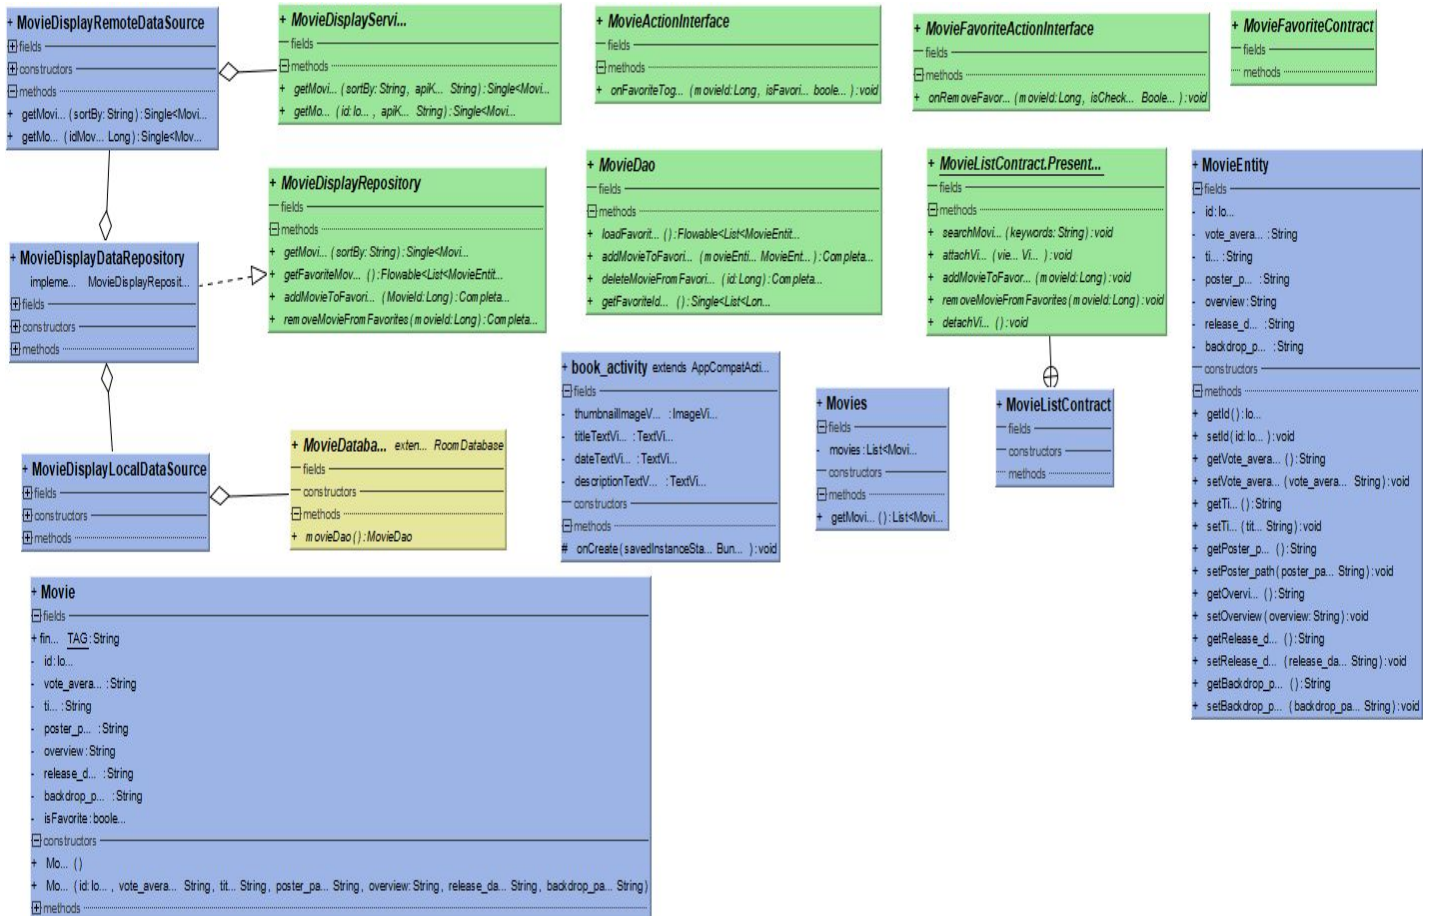 + MovieDisplayRemoteDataSource
fields
constructors
methods
+ getMovi... (sortBy: String): Single<Movi...
+ getMo... (idMov... Long): Single<Mov...
+ MovieDisplayServi...
fields
methods
+ getMovi... (sortBy: String, apiK... String): Single<Movi...
+ getMo... (id: lo... , apiK... String): Single<Movi...
+ MovieActionInterface
fields
methods
+ onFavoriteTog... (movieId: Long, isFavori... boole... ): void
+ MovieFavoriteActionInterface
fields
methods
+ onRemoveFavor... (movieId: Long, isCheck... Boole... ): void
+ MovieFavoriteContract
fields
methods
+ MovieDisplayDataRepository
impleme... MovieDisplayReposit...
fields
constructors
methods
+ MovieDisplayRepository
fields
methods
+ getMovi... (sortBy: String): Single<Movi...
+ getFavoriteMov... (): Flowable<List<MovieEntit...
+ addMovieToFavori... (MovieId: Long): Completa...
+ removeMovieFromFavorites(movieId: Long): Completa...
+ MovieDao
fields
methods
+ loadFavorit... (): Flowable<List<MovieEntit...
+ addMovieToFavori... (movieEnti... MovieEnt... ): Completa...
+ deleteMovieFromFavori... (id: Long): Completa...
+ getFavoriteId... (): Single<List<Lon...
+ MovieListContract.Present...
fields
methods
+ searchMovi... (keywords: String): void
+ attachVi... (vie... Vi... ): void
+ addMovieToFavor... (movieId: Long): void
+ removeMovieFromFavorites(movieId: Long): void
+ detachVi... (): void
+ MovieEntity
fields
- id: lo...
- vote_avera... : String
- ti... : String
- poster_p... : String
- overview: String
- release_d... : String
- backdrop_p... : String
constructors
methods
+ getId(): lo...
+ setId(id: lo... ): void
+ getVote_avera... (): String
+ setVote_avera... (vote_avera... String): void
+ getTi... (): String
+ setTi... (tit... String): void
+ getPoster_p... (): String
+ setPoster_path(poster_pa... String): void
+ getOvervi... (): String
+ setOverview(overview: String): void
+ getRelease_d... (): String
+ setRelease_d... (release_da... String): void
+ getBackdrop_p... (): String
+ setBackdrop_p... (backdrop_pa... String): void
+ MovieDisplayLocalDataSource
fields
constructors
methods
+ MovieDataba... exten... RoomDatabase
fields
constructors
methods
+ movieDao(): MovieDao
+ book_activity extends AppCompatActi...
fields
- thumbnailImageV... : ImageVi...
- titleTextVi... : TextVi...
- dateTextVi... : TextVi...
- descriptionTextV... : TextVi...
constructors
methods
# onCreate(savedInstanceSta... Bun... ): void
+ Movies
fields
- movies: List<Movi...
constructors
methods
+ getMovi... (): List<Movi...
+ MovieListContract
fields
constructors
methods
+ Movie
fields
+ fin... TAG: String
- id: lo...
- vote_avera... : String
- ti... : String
- poster_p... : String
- overview: String
- release_d... : String
- backdrop_p... : String
- isFavorite: boole...
constructors
+ Mo... ()
+ Mo... (id: lo... , vote_avera... String, tit... String, poster_pa... String, overview: String, release_da... String, backdrop_pa... String)
methods